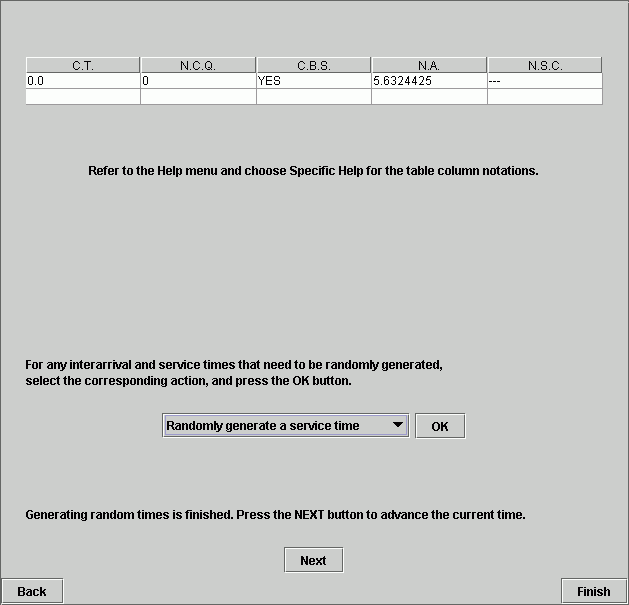 C.T. N.C.Q. C.B.S. N.A. N.S.C.
0.0 0 YES 5.6324425 ---
Refer to the Help menu and choose Specific Help for the table column notations.
For any interarrival and service times that need to be randomly generated,
select the corresponding action, and press the OK button.
Randomly generate a service time OK
Generating random times is finished. Press the NEXT button to advance the current time.
Next
Back Finish